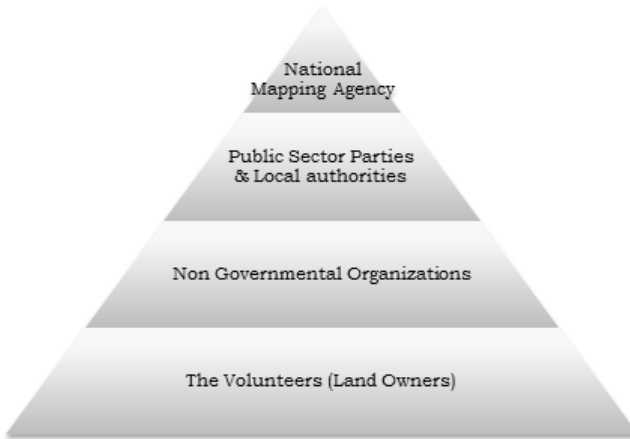 National
Mapping Agency
Public Sector Parties
& Local authorities
Non Governmental Organizations
The Volunteers (Land Owners)